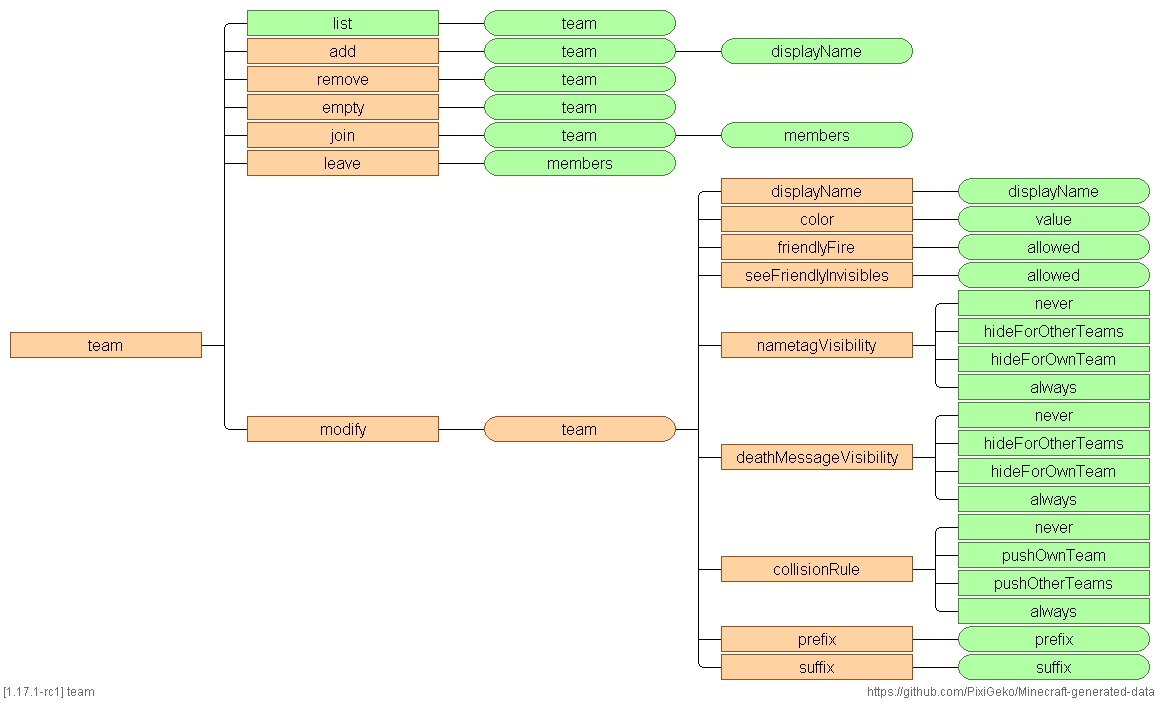 list team
add team displayName
remove team
empty team
join team members
leave members
displayName displayName
color value
friendlyFire allowed
seeFriendlyInvisibles allowed
never
hideForOtherTeams
team nametagVisibility
hideForOwnTeam
always
never
modify team
hideForOtherTeams
deathMessageVisibility
hideForOwnTeam
always
never
pushOwnTeam
collisionRule
pushOtherTeams
always
prefix prefix
suffix suffix
[1.17.1-rc1] team https://github.com/PixiGeko/Minecraft-generated-data